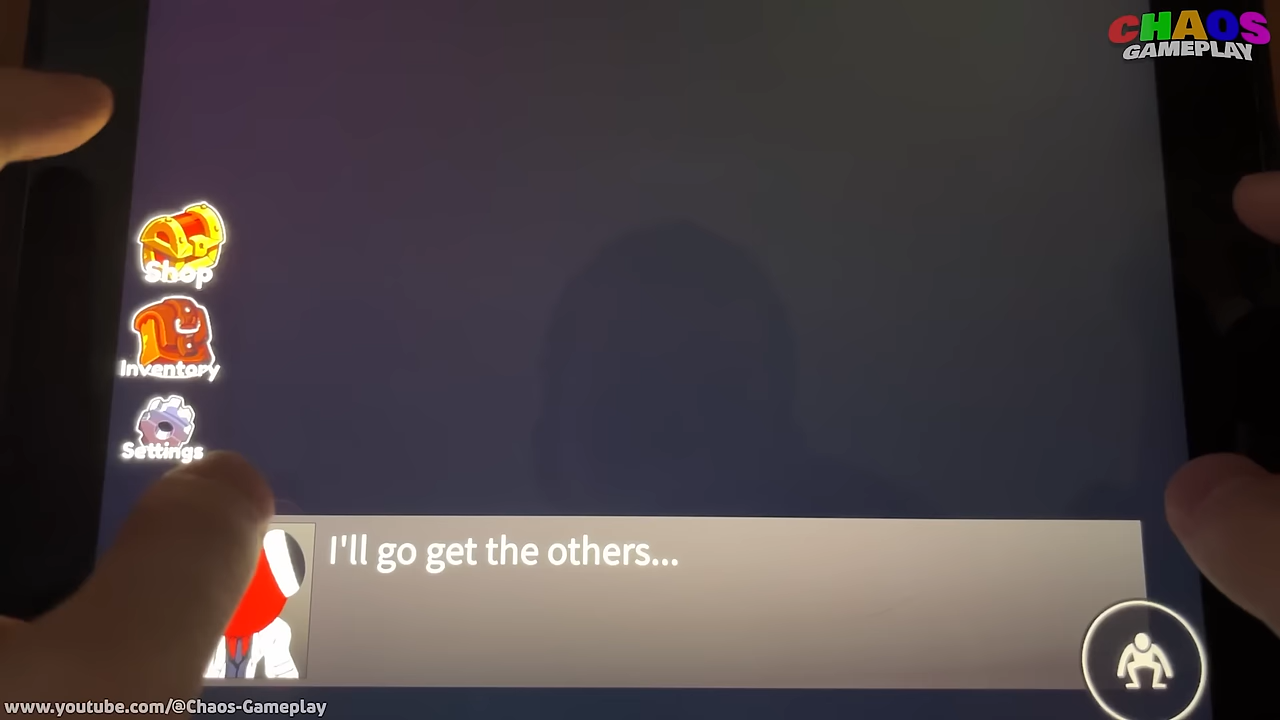 CHAOS
GAMEPLAY
Shop
Inventory
Settings
I'll go get the others...
www.youtube.com/@Chaos-Gameplay